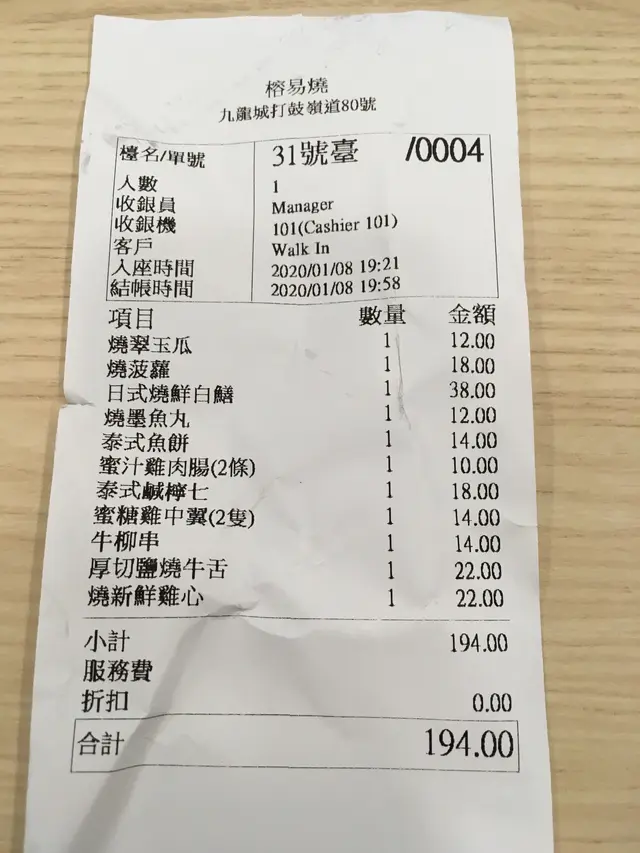 榕易燒
九龍城打鼓嶺道80號
檯名/單號 31號臺 /0004
人數 1
收銀員 Manager
收銀機 101(Cashier 101)
客戶 Walk In
入座時間 2020/01/08 19:21
結帳時間 2020/01/08 19:58
項目 數量 金額
燒翠玉瓜 1 12.00
燒菠蘿 1 18.00
日式燒鮮白鱔 1 38.00
燒墨魚丸 1 12.00
泰式魚餅 1 14.00
蜜汁雞肉腸(2條) 1 10.00
泰式鹹檸七 1 18.00
蜜糖雞中翼(2隻) 1 14.00
牛柳串 1 14.00
厚切鹽燒牛舌 1 22.00
燒新鮮雞心 1 22.00
小計 194.00
服務費
折扣 0.00
合計 194.00